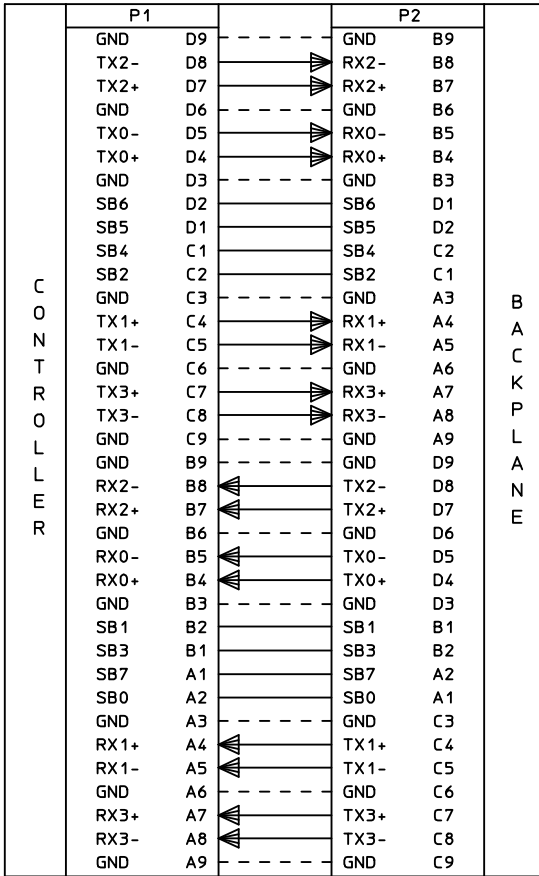 P1 P2
GND D9 GND B9
TX2- D8 RX2- B8
TX2+ D7 RX2+ B7
GND D6 GND B6
TX0- D5 RX0- B5
TX0+ D4 RX0+ B4
GND D3 GND B3
SB6 D2 SB6 D1
SB5 D1 SB5 D2
SB4 C1 SB4 C2
SB2 C2 SB2 C1
GND C3 GND A3
TX1+ C4 RX1+ A4
TX1- C5 RX1- A5
GND C6 GND A6
TX3+ C7 RX3+ A7
TX3- C8 RX3- A8
GND C9 GND A9
GND B9 GND D9
RX2- B8 TX2- D8
RX2+ B7 TX2+ D7
GND B6 GND D6
RX0- B5 TX0- D5
RX0+ B4 TX0+ D4
GND B3 GND D3
SB1 B2 SB1 B1
SB3 B1 SB3 B2
SB7 A1 SB7 A2
SB0 A2 SB0 A1
GND A3 GND C3
RX1+ A4 TX1+ C4
RX1- A5 TX1- C5
GND A6 GND C6
RX3+ A7 TX3+ C7
RX3- A8 TX3- C8
GND A9 GND C9
CONTROLLER
BACKPLANE